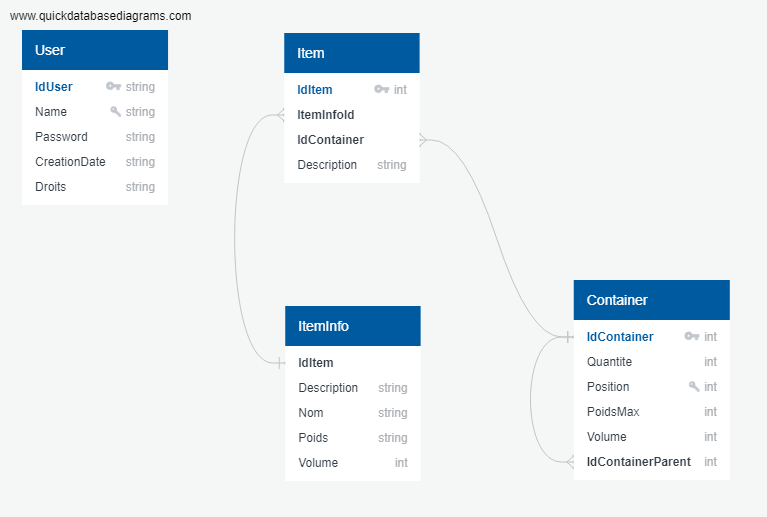 www.quickdatabasediagrams.com
User
IdUser string
Name string
Password string
CreationDate string
Droits string
Item
IdItem int
ItemInfoId
IdContainer
Description string
ItemInfo
IdItem
Description string
Nom string
Poids string
Volume int
Container
IdContainer int
Quantite int
Position int
PoidsMax int
Volume int
IdContainerParent int